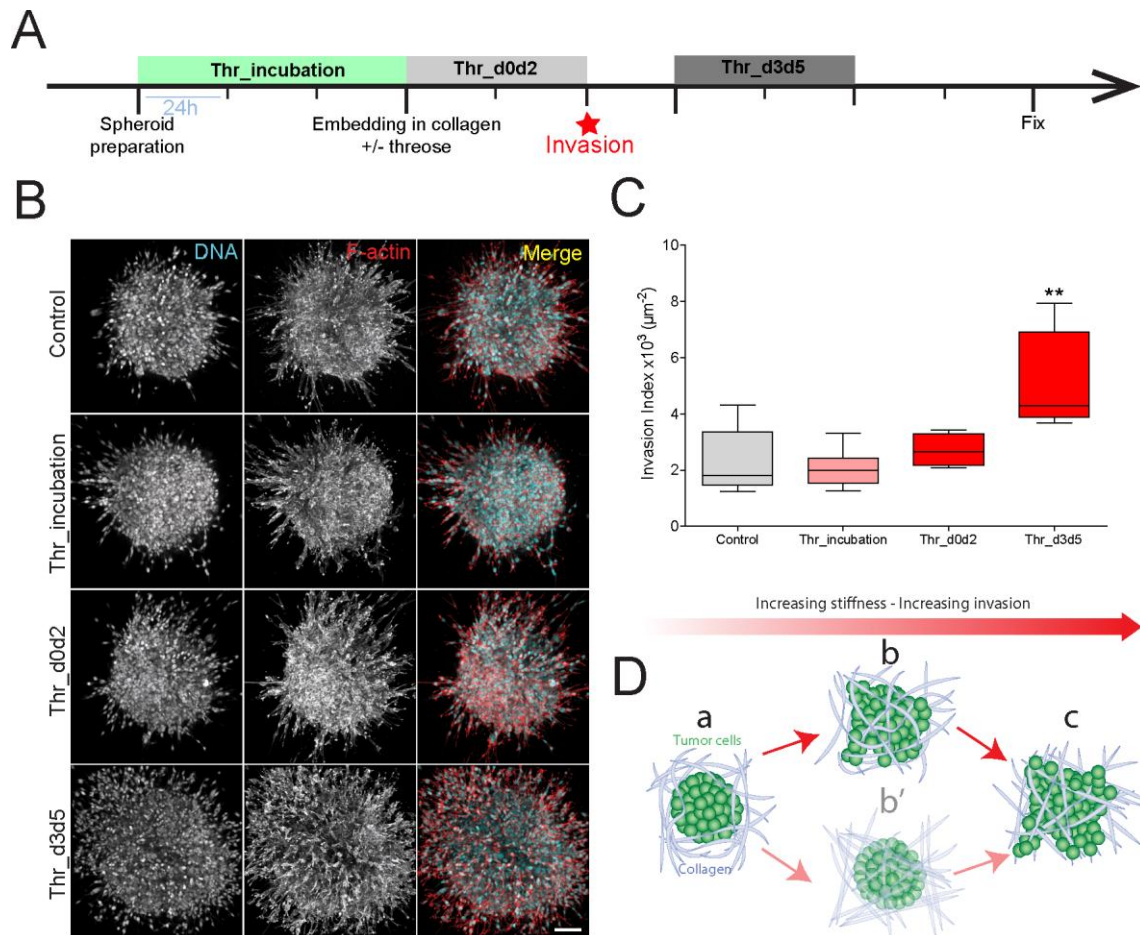 A
Thr_incubation
Thr_d0d2
Thr_d3d5
24h
Spheroid
preparation
Embedding in collagen
+/- threose
Invasion
Fix
B
DNA
F-actin
Merge
Control
Thr_incubation
Thr_d0d2
Thr_d3d5
C
Invasion Index x10³ (µm⁻²)
10
8
6
4
2
0
**
Control
Thr_incubation
Thr_d0d2
Thr_d3d5
Increasing stiffness - Increasing invasion
D
a
Tumor cells
Collagen
b
b'
c